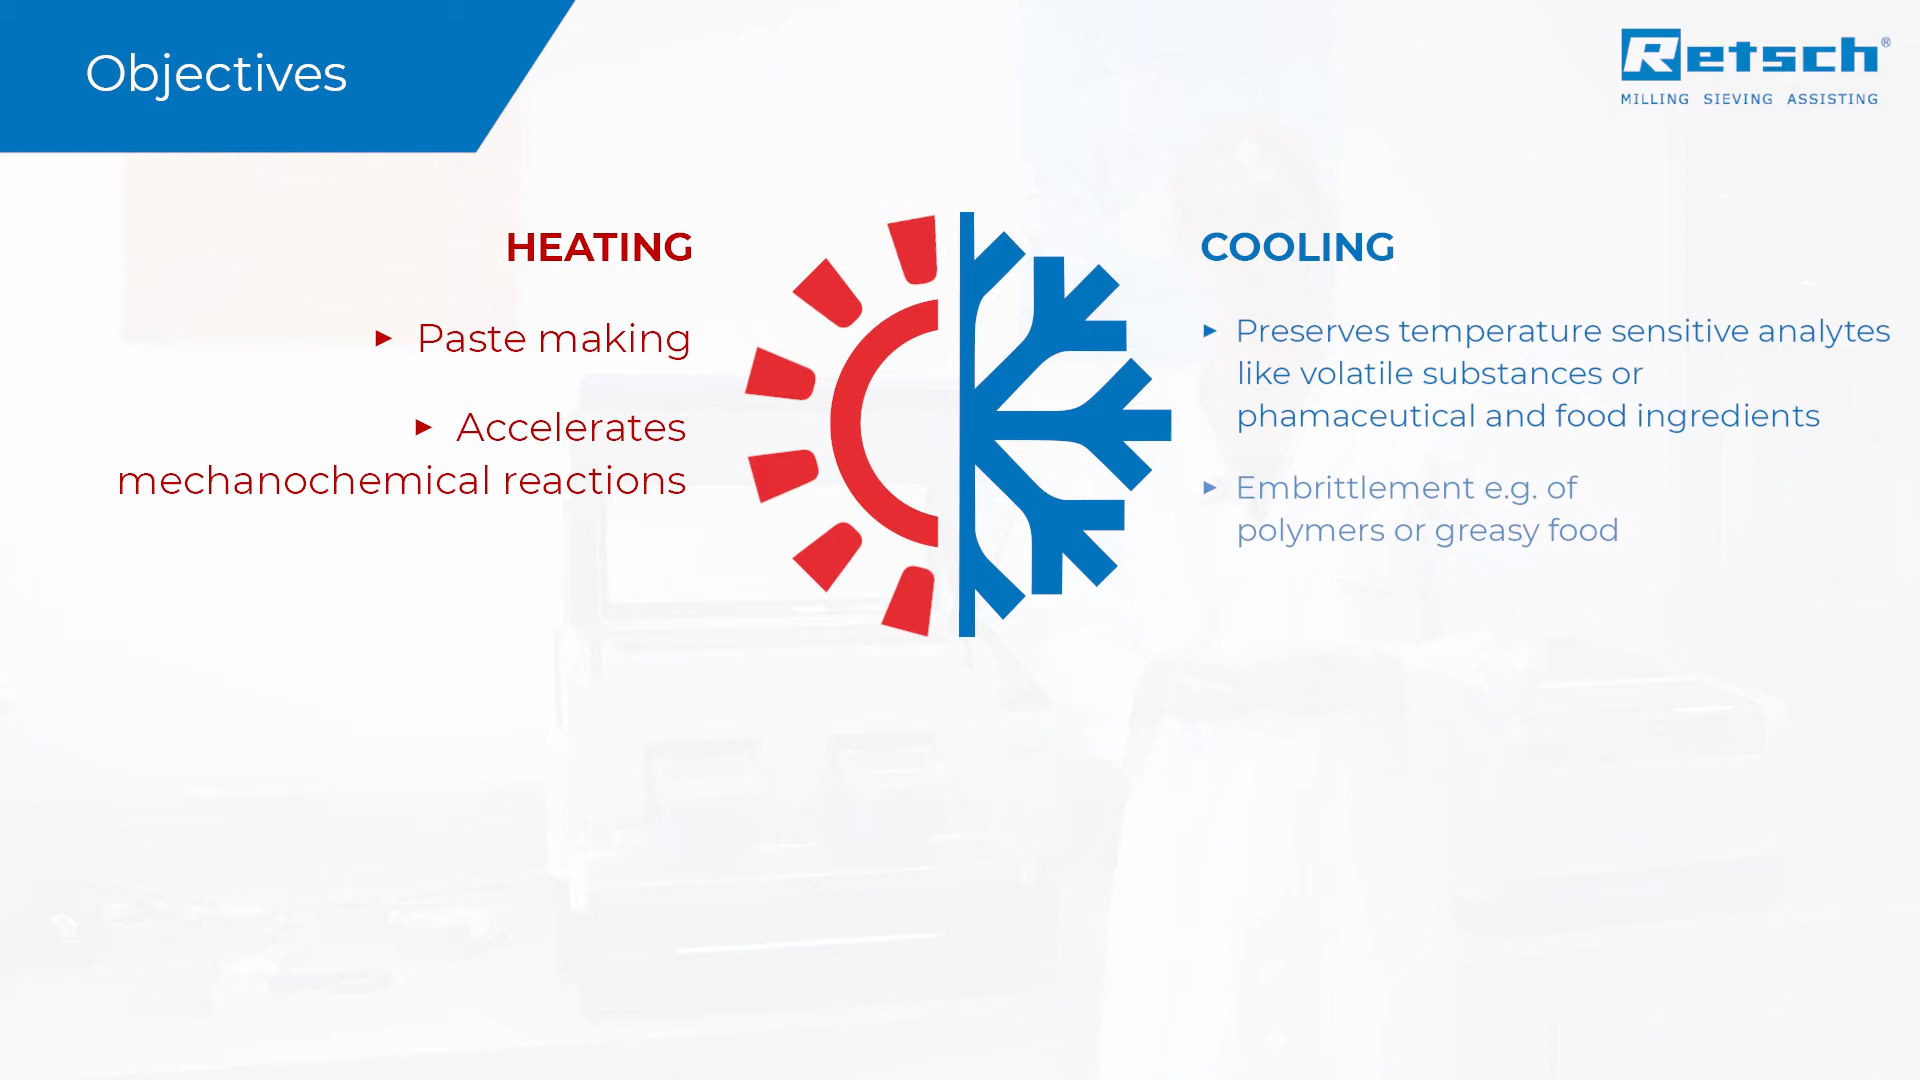 Objectives
Retsch®
MILLING SIEVING ASSISTING
HEATING
► Paste making
► Accelerates
mechanochemical reactions
COOLING
► Preserves temperature sensitive analytes
like volatile substances or
phamaceutical and food ingredients
► Embrittlement e.g. of
polymers or greasy food